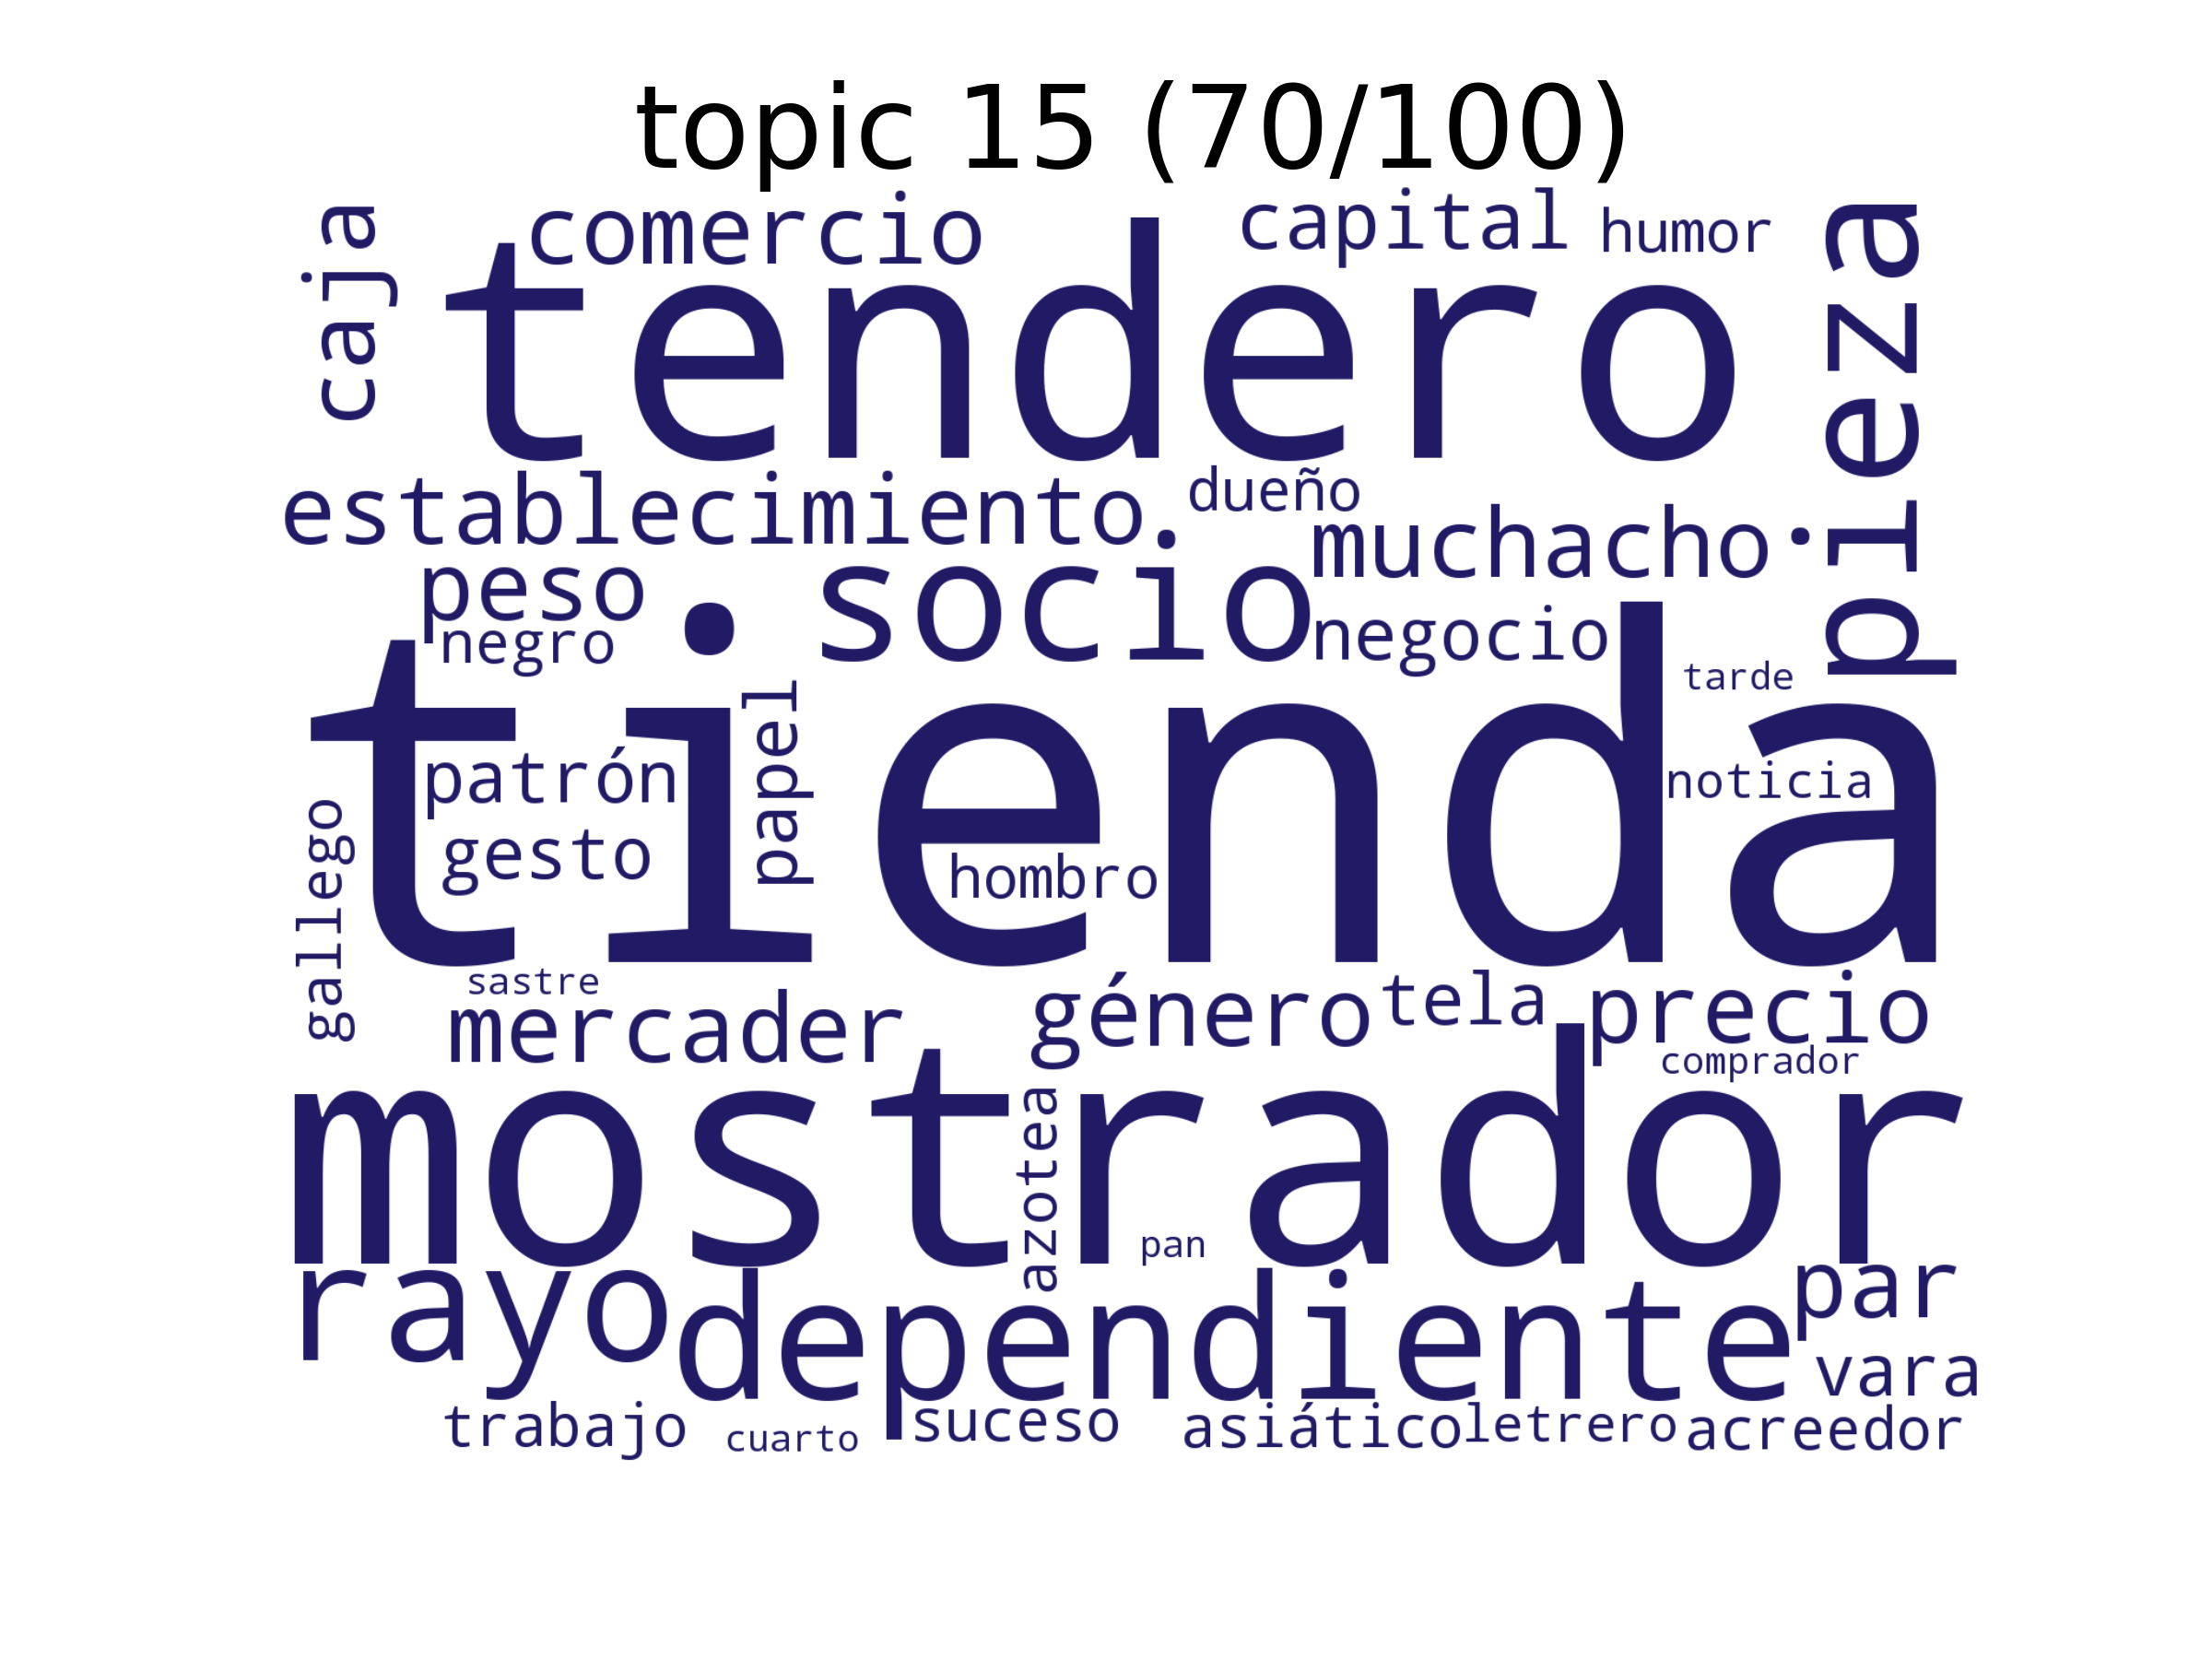 topic 15 (70/100)
caja
comercio
capital
humor
tendero
pieza
establecimiento
dueño
muchacho
peso
socio
negro
negocio
tarde
tienda
papel
patrón
noticia
gallego
gesto
hombro
sastre
mercader
género
tela
precio
comprador
mostrador
azotea
pan
rayo
dependiente
par
vara
trabajo
cuarto
suceso
asiático
letrero
acreedor